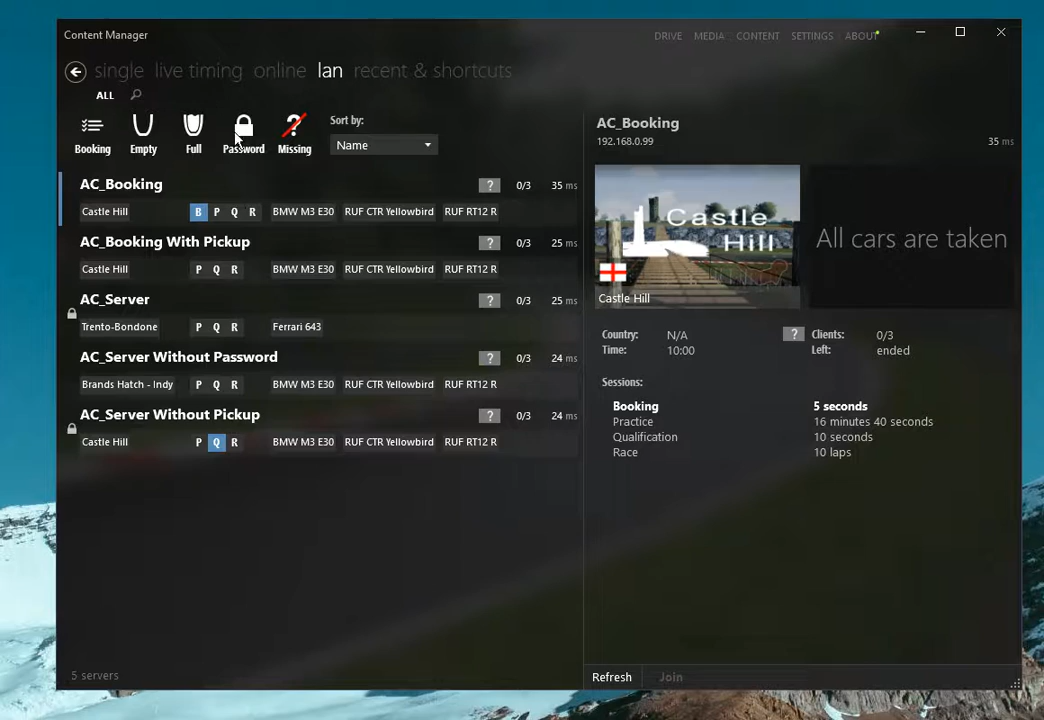 Content Manager
DRIVE MEDIA CONTENT SETTINGS ABOUT
single live timing online lan recent & shortcuts
ALL
Booking Empty Full Password Missing
Sort by:
Name
AC_Booking ? 0/3 35 ms
Castle Hill B P Q R BMW M3 E30 RUF CTR Yellowbird RUF RT12 R
AC_Booking With Pickup ? 0/3 25 ms
Castle Hill P Q R BMW M3 E30 RUF CTR Yellowbird RUF RT12 R
AC_Server ? 0/3 25 ms
Trento-Bondone P Q R Ferrari 643
AC_Server Without Password ? 0/3 24 ms
Brands Hatch - Indy P Q R BMW M3 E30 RUF CTR Yellowbird RUF RT12 R
AC_Server Without Pickup ? 0/3 24 ms
Castle Hill P Q R BMW M3 E30 RUF CTR Yellowbird RUF RT12 R
5 servers
AC_Booking
192.168.0.99 35 ms
Castle
Hill
Castle Hill
All cars are taken
Country: N/A ? Clients: 0/3
Time: 10:00 Left: ended
Sessions:
Booking 5 seconds
Practice 16 minutes 40 seconds
Qualification 10 seconds
Race 10 laps
Refresh Join